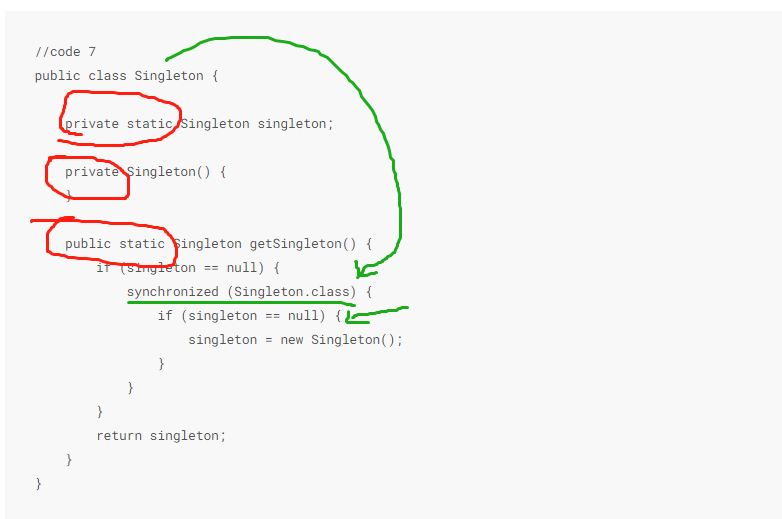 //code 7
public class Singleton {
private static Singleton singleton;
private Singleton() {
}
public static Singleton getSingleton() {
if (singleton == null) {
synchronized (Singleton.class) {
if (singleton == null) {
singleton = new Singleton();
}
}
}
return singleton;
}
}